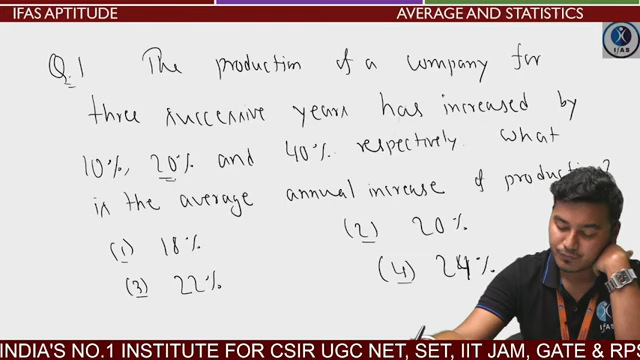 IFAS APTITUDE AVERAGE AND STATISTICS
Q.1 The production of a company for
three successive years has increased by
10%, 20% and 40% respectively. What
is the average annual increase of production?
(1) 18% (2) 20%
(3) 22% (4) 24%
IFAS
INDIA'S NO.1 INSTITUTE FOR CSIR UGC NET, SET, IIT JAM, GATE & RPS